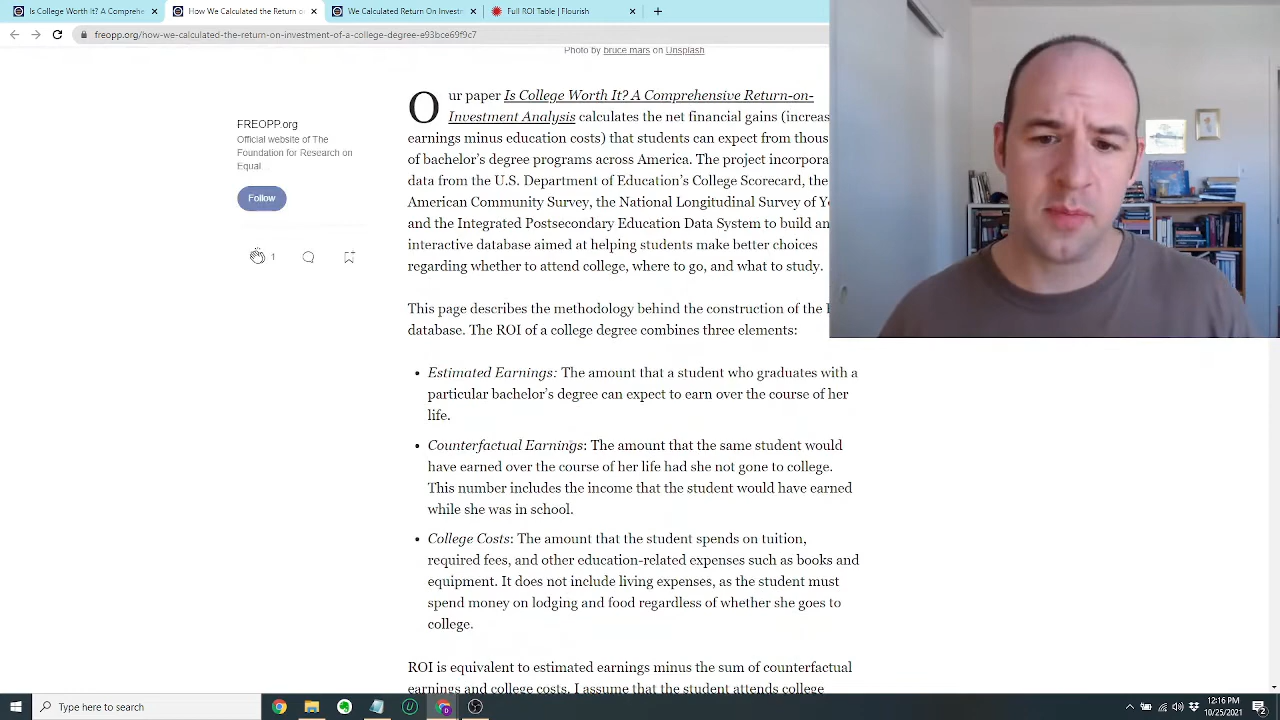 Is College Worth It? A Comprehe
How We Calculated the Return o
We Calculated Return On Investm
Full ROI Table | Flourish
freopp.org/how-we-calculated-the-return-on-investment-of-a-college-degree-e93bce69f9c7
Photo by bruce mars on Unsplash
FREOPP.org
Official website of The
Foundation for Research on
Equal
Follow
1
Our paper Is College Worth It? A Comprehensive Return-on-
Investment Analysis calculates the net financial gains (increas
earnings minus education costs) that students can expect from thous
of bachelor's degree programs across America. The project incorpora
data from the U.S. Department of Education's College Scorecard, the
American Community Survey, the National Longitudinal Survey of Y
and the Integrated Postsecondary Education Data System to build an
interactive database aimed at helping students make better choices
regarding whether to attend college, where to go, and what to study.
This page describes the methodology behind the construction of the
database. The ROI of a college degree combines three elements:
• Estimated Earnings: The amount that a student who graduates with a
particular bachelor's degree can expect to earn over the course of her
life.
• Counterfactual Earnings: The amount that the same student would
have earned over the course of her life had she not gone to college.
This number includes the income that the student would have earned
while she was in school.
• College Costs: The amount that the student spends on tuition,
required fees, and other education-related expenses such as books and
equipment. It does not include living expenses, as the student must
spend money on lodging and food regardless of whether she goes to
college.
ROI is equivalent to estimated earnings minus the sum of counterfactual
earnings and college costs. I assume that the student attends college
Type here to search
12:16 PM
10/25/2021